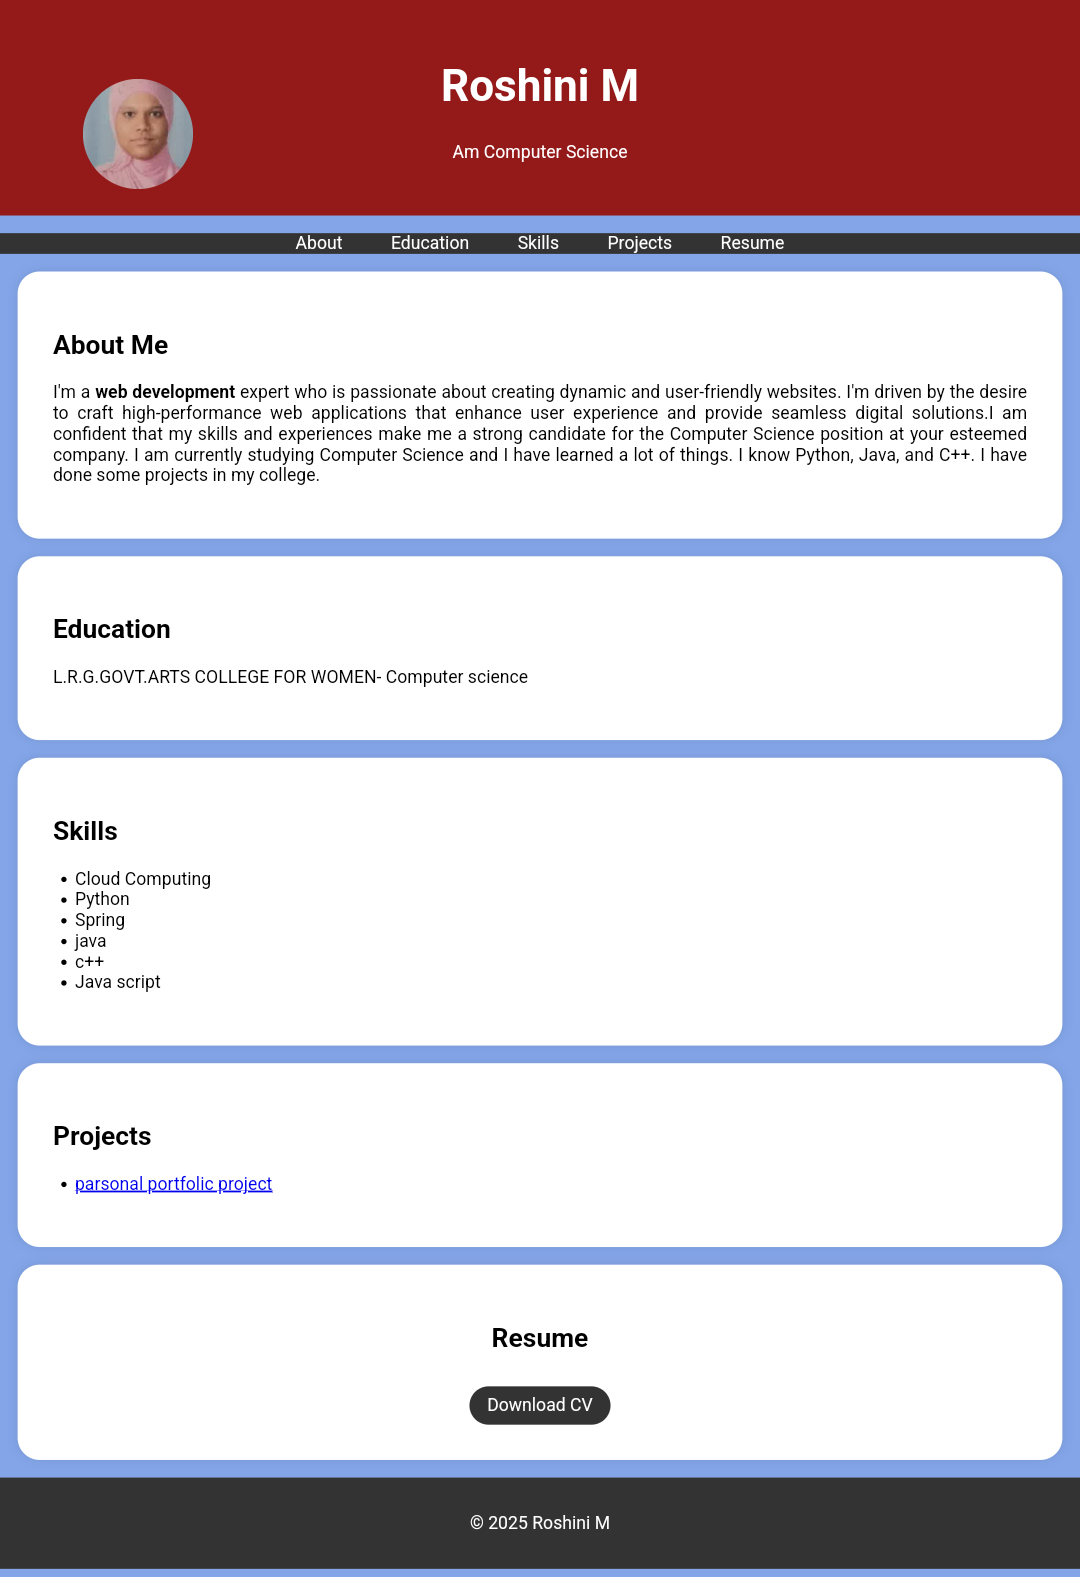 Roshini M
Am Computer Science
About Education Skills Projects Resume
About Me
I'm a web development expert who is passionate about creating dynamic and user-friendly websites. I'm driven by the desire
to craft high-performance web applications that enhance user experience and provide seamless digital solutions.I am
confident that my skills and experiences make me a strong candidate for the Computer Science position at your esteemed
company. I am currently studying Computer Science and I have learned a lot of things. I know Python, Java, and C++. I have
done some projects in my college.
Education
L.R.G.GOVT.ARTS COLLEGE FOR WOMEN- Computer science
Skills
• Cloud Computing
• Python
• Spring
• java
• c++
• Java script
Projects
• parsonal portfolic project
Resume
Download CV
© 2025 Roshini M